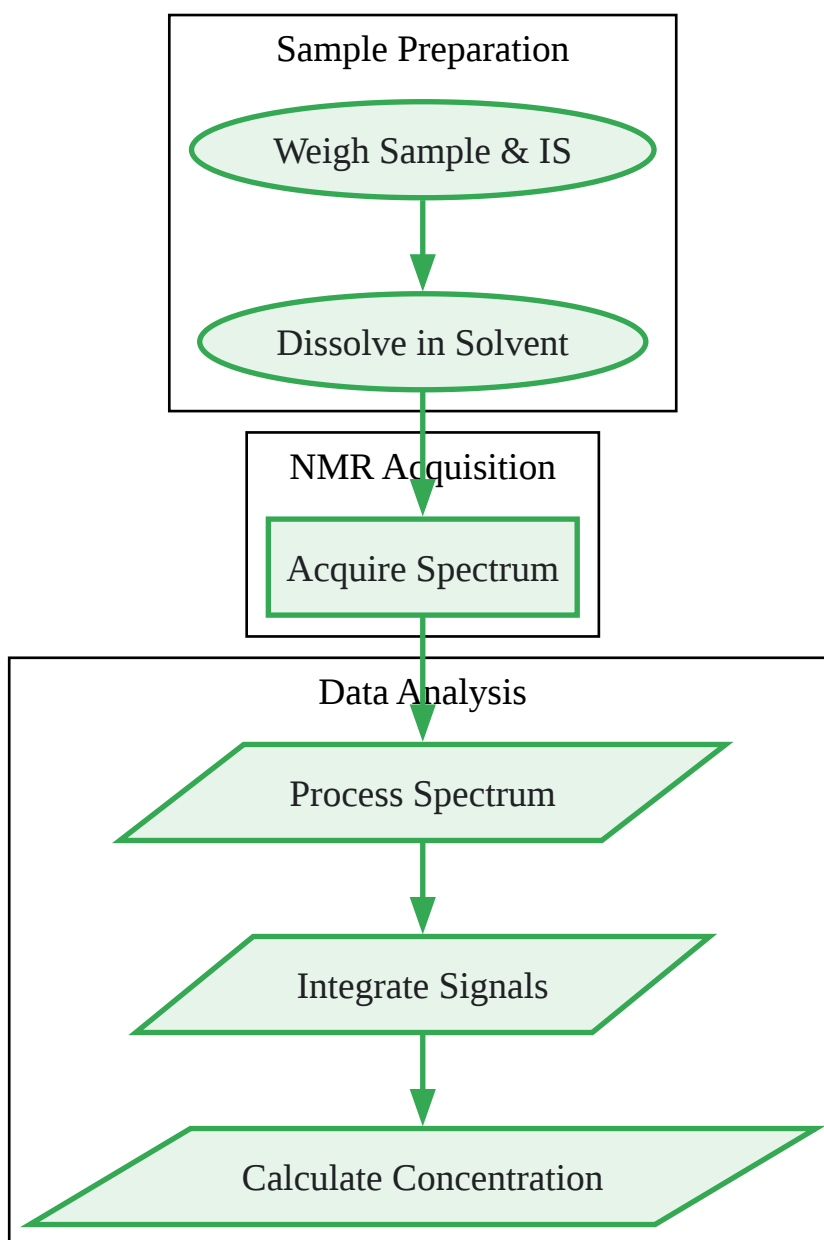 Sample Preparation
Weigh Sample & IS
Dissolve in Solvent
NMR Acquisition
Acquire Spectrum
Data Analysis
Process Spectrum
Integrate Signals
Calculate Concentration